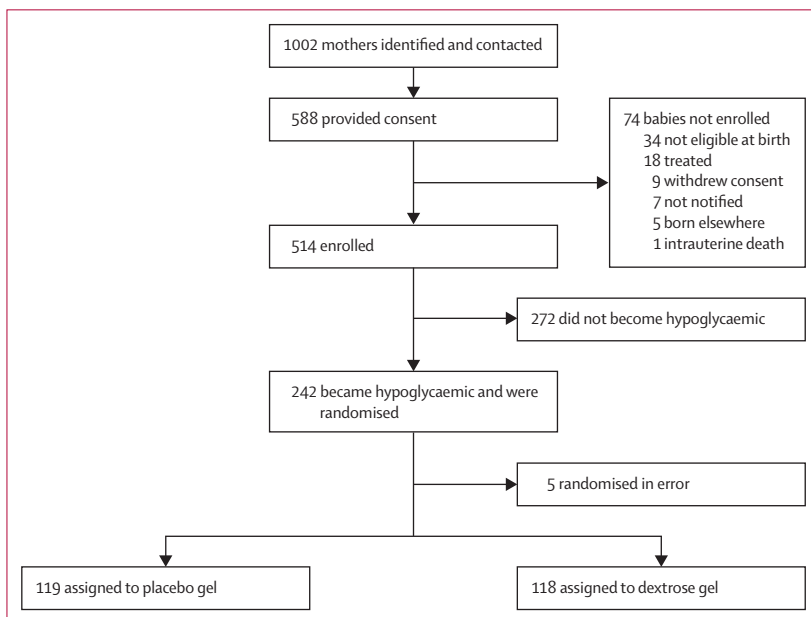 1002 mothers identified and contacted
588 provided consent
74 babies not enrolled
34 not eligible at birth
18 treated
9 withdrew consent
7 not notified
5 born elsewhere
1 intrauterine death
514 enrolled
272 did not become hypoglycaemic
242 became hypoglycaemic and were
randomised
5 randomised in error
119 assigned to placebo gel
118 assigned to dextrose gel